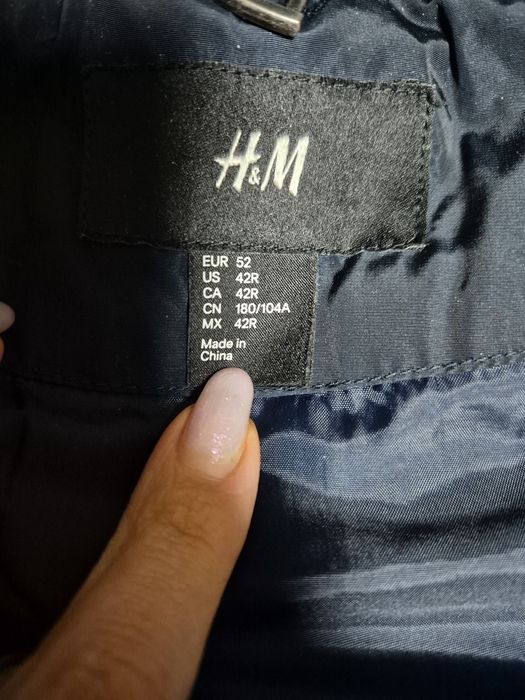 H&M
EUR 52
US 42R
CA 42R
CN 180/104A
MX 42R
Made in
China